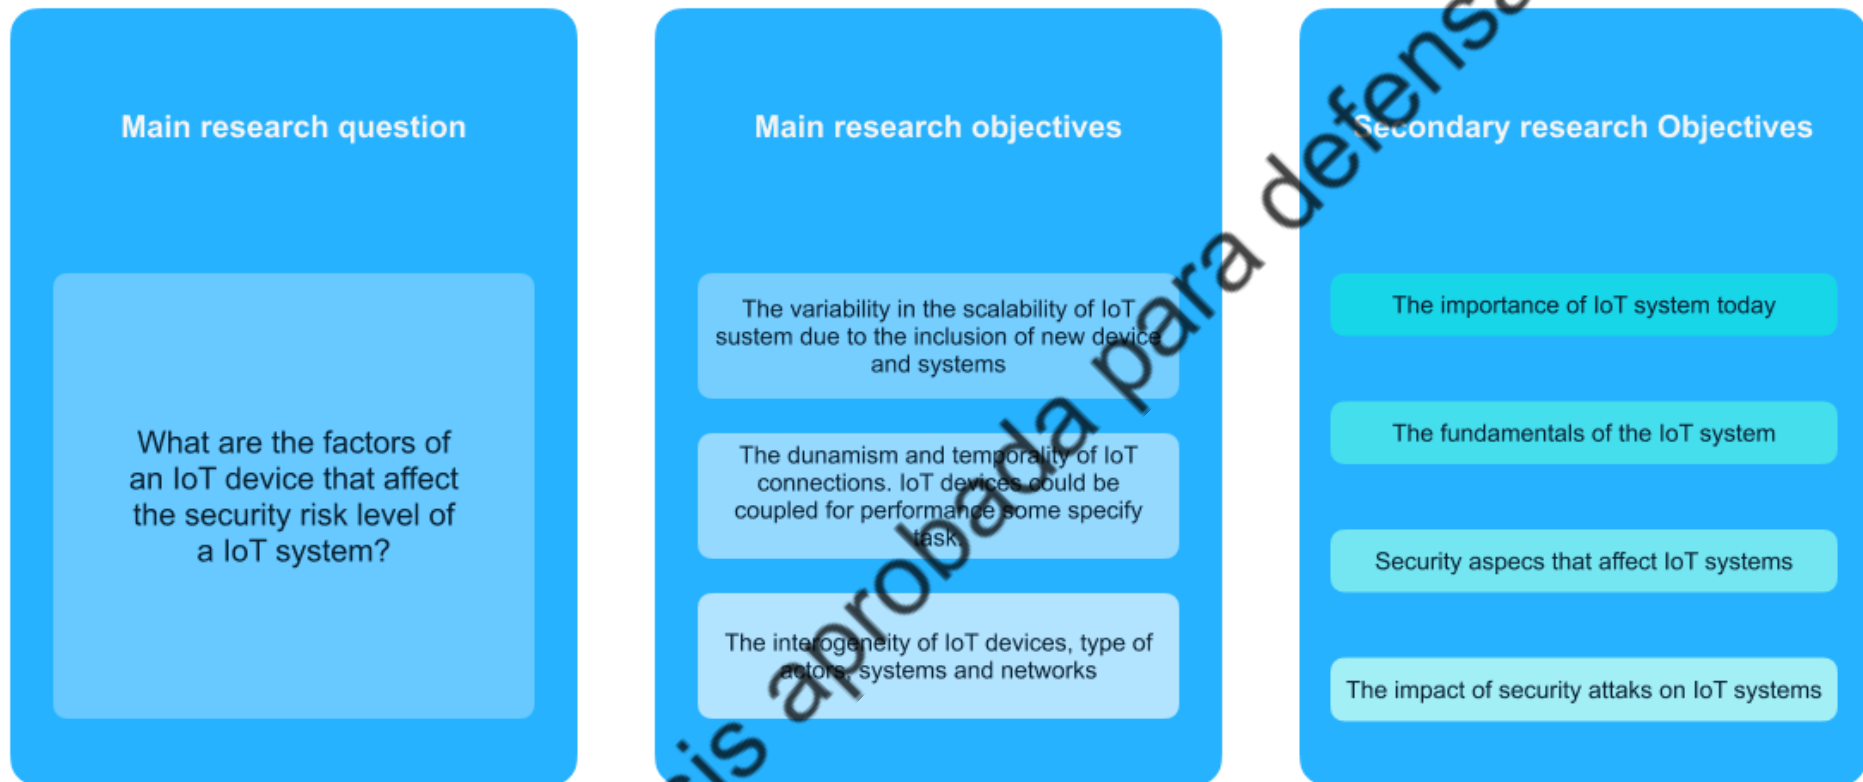 Main research question
What are the factors of
an IoT device that affect
the security risk level of
a IoT system?
Main research objectives
The variability in the scalability of IoT
sustem due to the inclusion of new device
and systems
The dunamism and temporality of IoT
connections. IoT devices could be
coupled for performance some specify
task.
The interogeneity of IoT devices, type of
actors, systems and networks
Secondary research Objectives
The importance of IoT system today
The fundamentals of the IoT system
Security aspecs that affect IoT systems
The impact of security attaks on IoT systems
sis aprobada para defensa